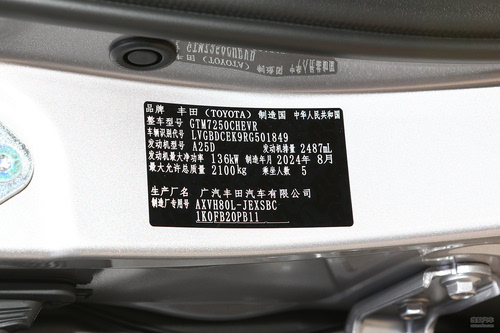 品牌 丰田(TOYOTA) 制造国 中华人民共和国
整车型号 GTM7250CHEVR
车辆识别代号 LVGBDCEK9RG501849
发动机型号 A25D 发动机排量 2487mL
发动机最大净功率 136kW 制造年月 2024年8月
最大允许总质量 2100kg 乘坐人数 5
生产厂名 广汽丰田汽车有限公司
制造厂专用号 AXVH80L-JEXSBC
1K0FB20PB11